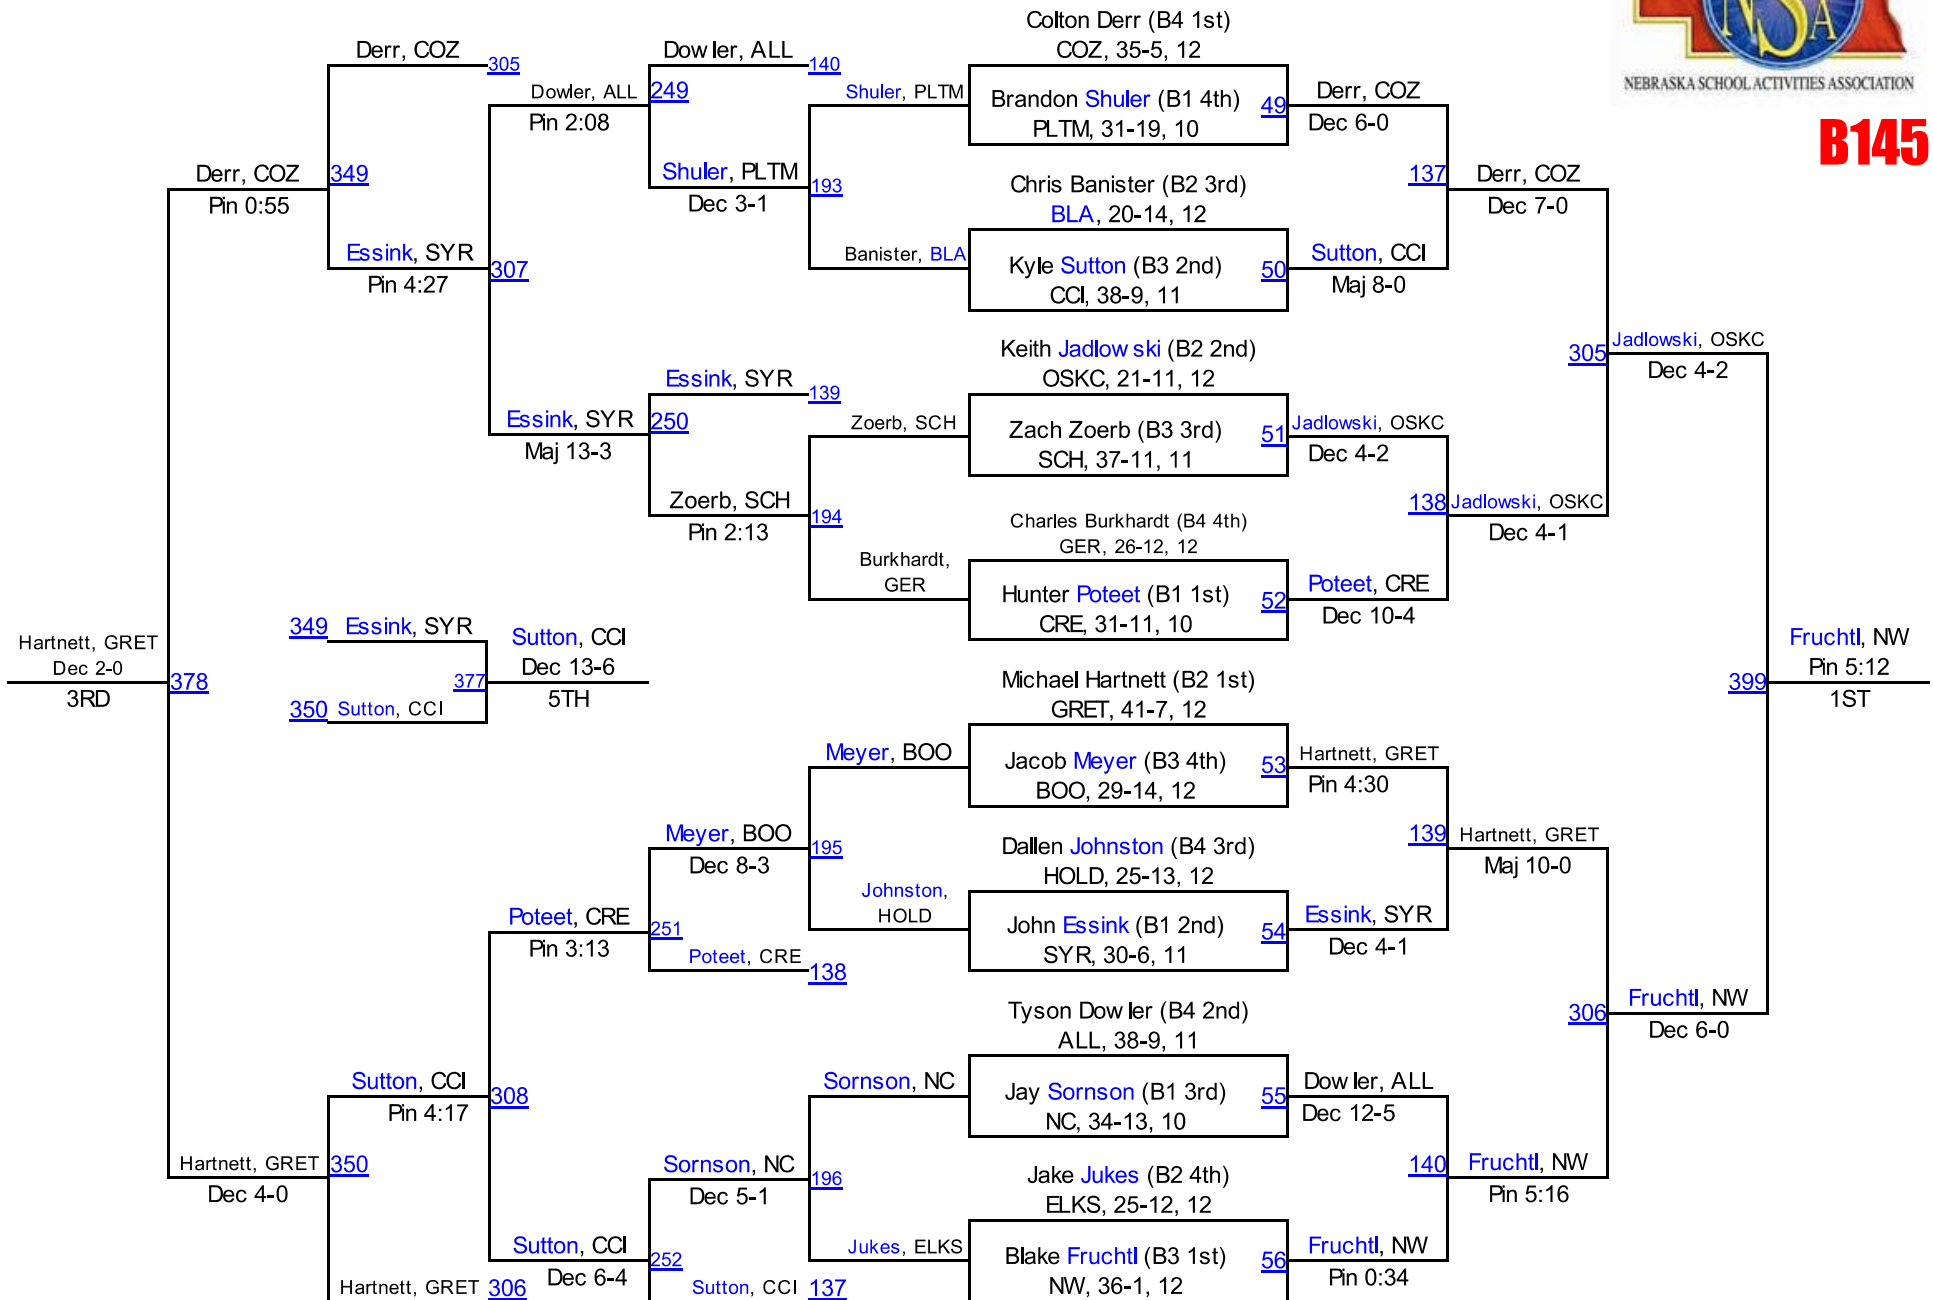 NSA
NEBRASKA SCHOOL ACTIVITIES ASSOCIATION
B145
Colton Derr (B4 1st)
COZ, 35-5, 12
Brandon Shuler (B1 4th)
PLTM, 31-19, 10
49
Chris Banister (B2 3rd)
BLA, 20-14, 12
Kyle Sutton (B3 2nd)
CCI, 38-9, 11
50
Keith Jadlowski (B2 2nd)
OSKC, 21-11, 12
Zach Zoerb (B3 3rd)
SCH, 37-11, 11
51
Charles Burkhardt (B4 4th)
GER, 26-12, 12
Hunter Poteet (B1 1st)
CRE, 31-11, 10
52
Michael Hartnett (B2 1st)
GRET, 41-7, 12
Jacob Meyer (B3 4th)
BOO, 29-14, 12
53
Dallen Johnston (B4 3rd)
HOLD, 25-13, 12
John Essink (B1 2nd)
SYR, 30-6, 11
54
Tyson Dowler (B4 2nd)
ALL, 38-9, 11
Jay Sornson (B1 3rd)
NC, 34-13, 10
55
Jake Jukes (B2 4th)
ELKS, 25-12, 12
Blake Fruchtl (B3 1st)
NW, 36-1, 12
56
Derr, COZ
Dec 6-0
137
Sutton, CCI
Maj 8-0
Jadlowski, OSKC
Dec 4-2
138
Poteet, CRE
Dec 10-4
Hartnett, GRET
Pin 4:30
139
Essink, SYR
Dec 4-1
Dowler, ALL
Dec 12-5
140
Fruchtl, NW
Pin 0:34
Derr, COZ
Dec 7-0
305
Jadlowski, OSKC
Dec 4-1
Hartnett, GRET
Maj 10-0
306
Fruchtl, NW
Pin 5:16
Jadlowski, OSKC
Dec 4-2
399
Fruchtl, NW
Dec 6-0
Fruchtl, NW
Pin 5:12
1ST
Shuler, PLTM
193
Banister, BLA
Zoerb, SCH
194
Burkhardt,
GER
Meyer, BOO
195
Johnston,
HOLD
Sornson, NC
196
Jukes, ELKS
Dowler, ALL
140
249
Shuler, PLTM
Dec 3-1
Essink, SYR
139
250
Zoerb, SCH
Pin 2:13
Meyer, BOO
Dec 8-3
251
Poteet, CRE
138
Sornson, NC
Dec 5-1
252
Sutton, CCI
137
Dowler, ALL
Pin 2:08
307
Essink, SYR
Maj 13-3
Poteet, CRE
Pin 3:13
308
Sutton, CCI
Dec 6-4
Derr, COZ
305
349
Essink, SYR
Pin 4:27
Sutton, CCI
Pin 4:17
350
Hartnett, GRET
306
Derr, COZ
Pin 0:55
378
Hartnett, GRET
Dec 4-0
Hartnett, GRET
Dec 2-0
3RD
349 Essink, SYR
377
350 Sutton, CCI
Sutton, CCI
Dec 13-6
5TH